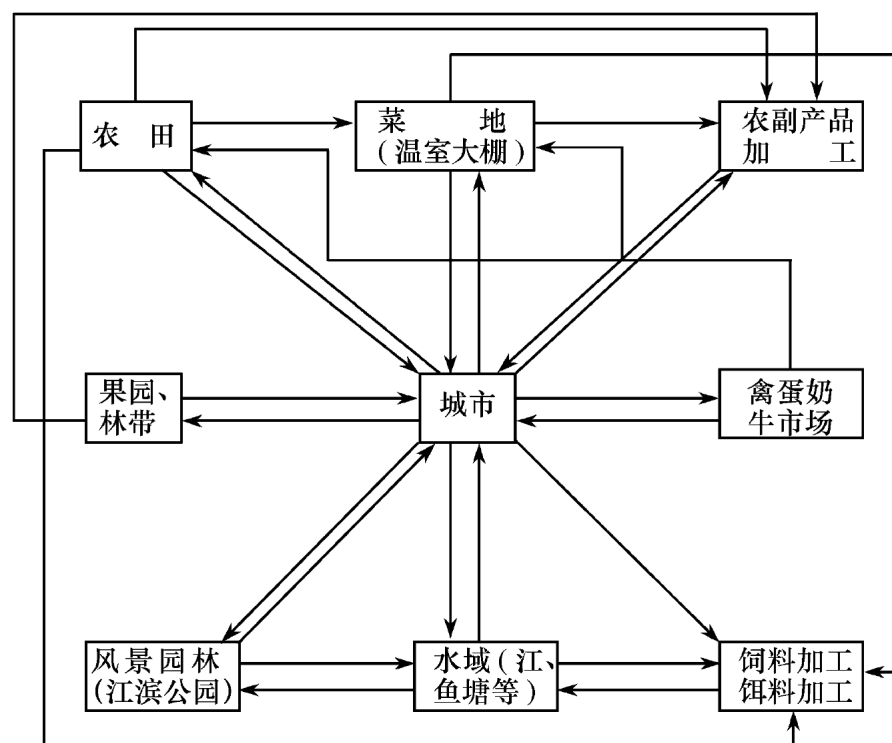 农 田
菜 地
(温室大棚)
农副产品
加 工
果园、
林带
城市
禽蛋奶
牛市场
风景园林
(江滨公园)
水域(江、
鱼塘等)
饲料加工
饵料加工